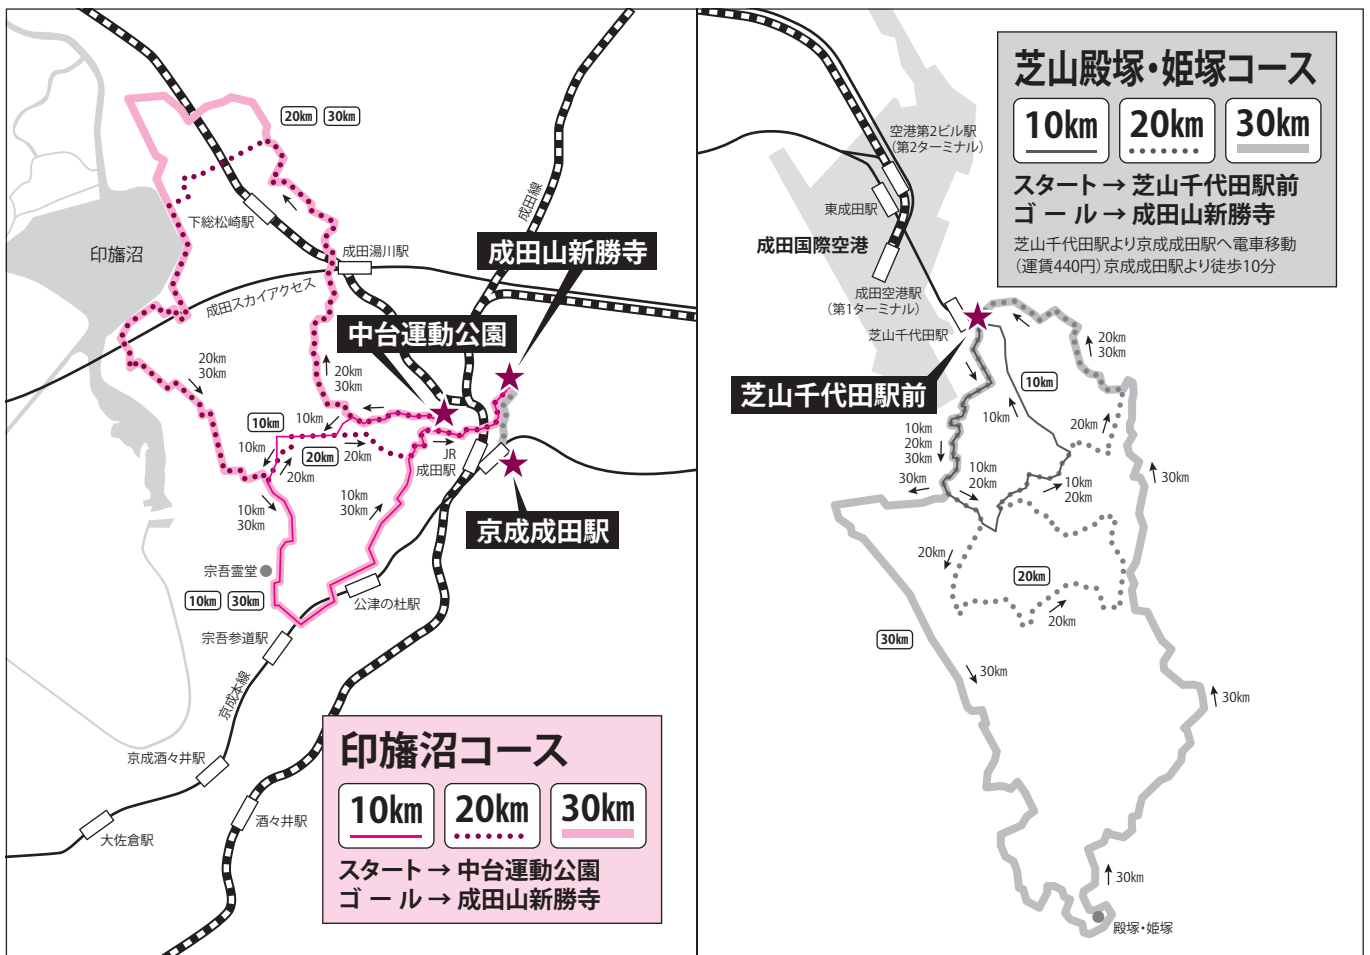 20km 30km
下総松崎駅
印旛沼
成田湯川駅
成田スカイアクセス
成田線
成田山新勝寺
中台運動公園
20km
30km
20km
30km
10km
10km
10km
20km
20km
20km
JR
成田駅
10km
30km
10km
30km
京成成田駅
宗吾霊堂
10km 30km
公津の杜駅
宗吾参道駅
京成本線
京成酒々井駅
大佐倉駅
酒々井駅
印旛沼コース
10km 20km 30km
スタート → 中台運動公園
ゴール → 成田山新勝寺
芝山殿塚・姫塚コース
10km 20km 30km
スタート → 芝山千代田駅前
ゴール → 成田山新勝寺
芝山千代田駅より京成成田駅へ電車移動
（運賃440円）京成成田駅より徒歩10分
空港第2ビル駅
（第2ターミナル）
東成田駅
成田国際空港
成田空港駅
（第1ターミナル）
芝山千代田駅
芝山千代田駅前
20km
30km
10km
10km
20km
10km
20km
30km
10km
20km
30km
10km
20km
30km
20km
20km
20km
30km
30km
30km
30km
殿塚・姫塚